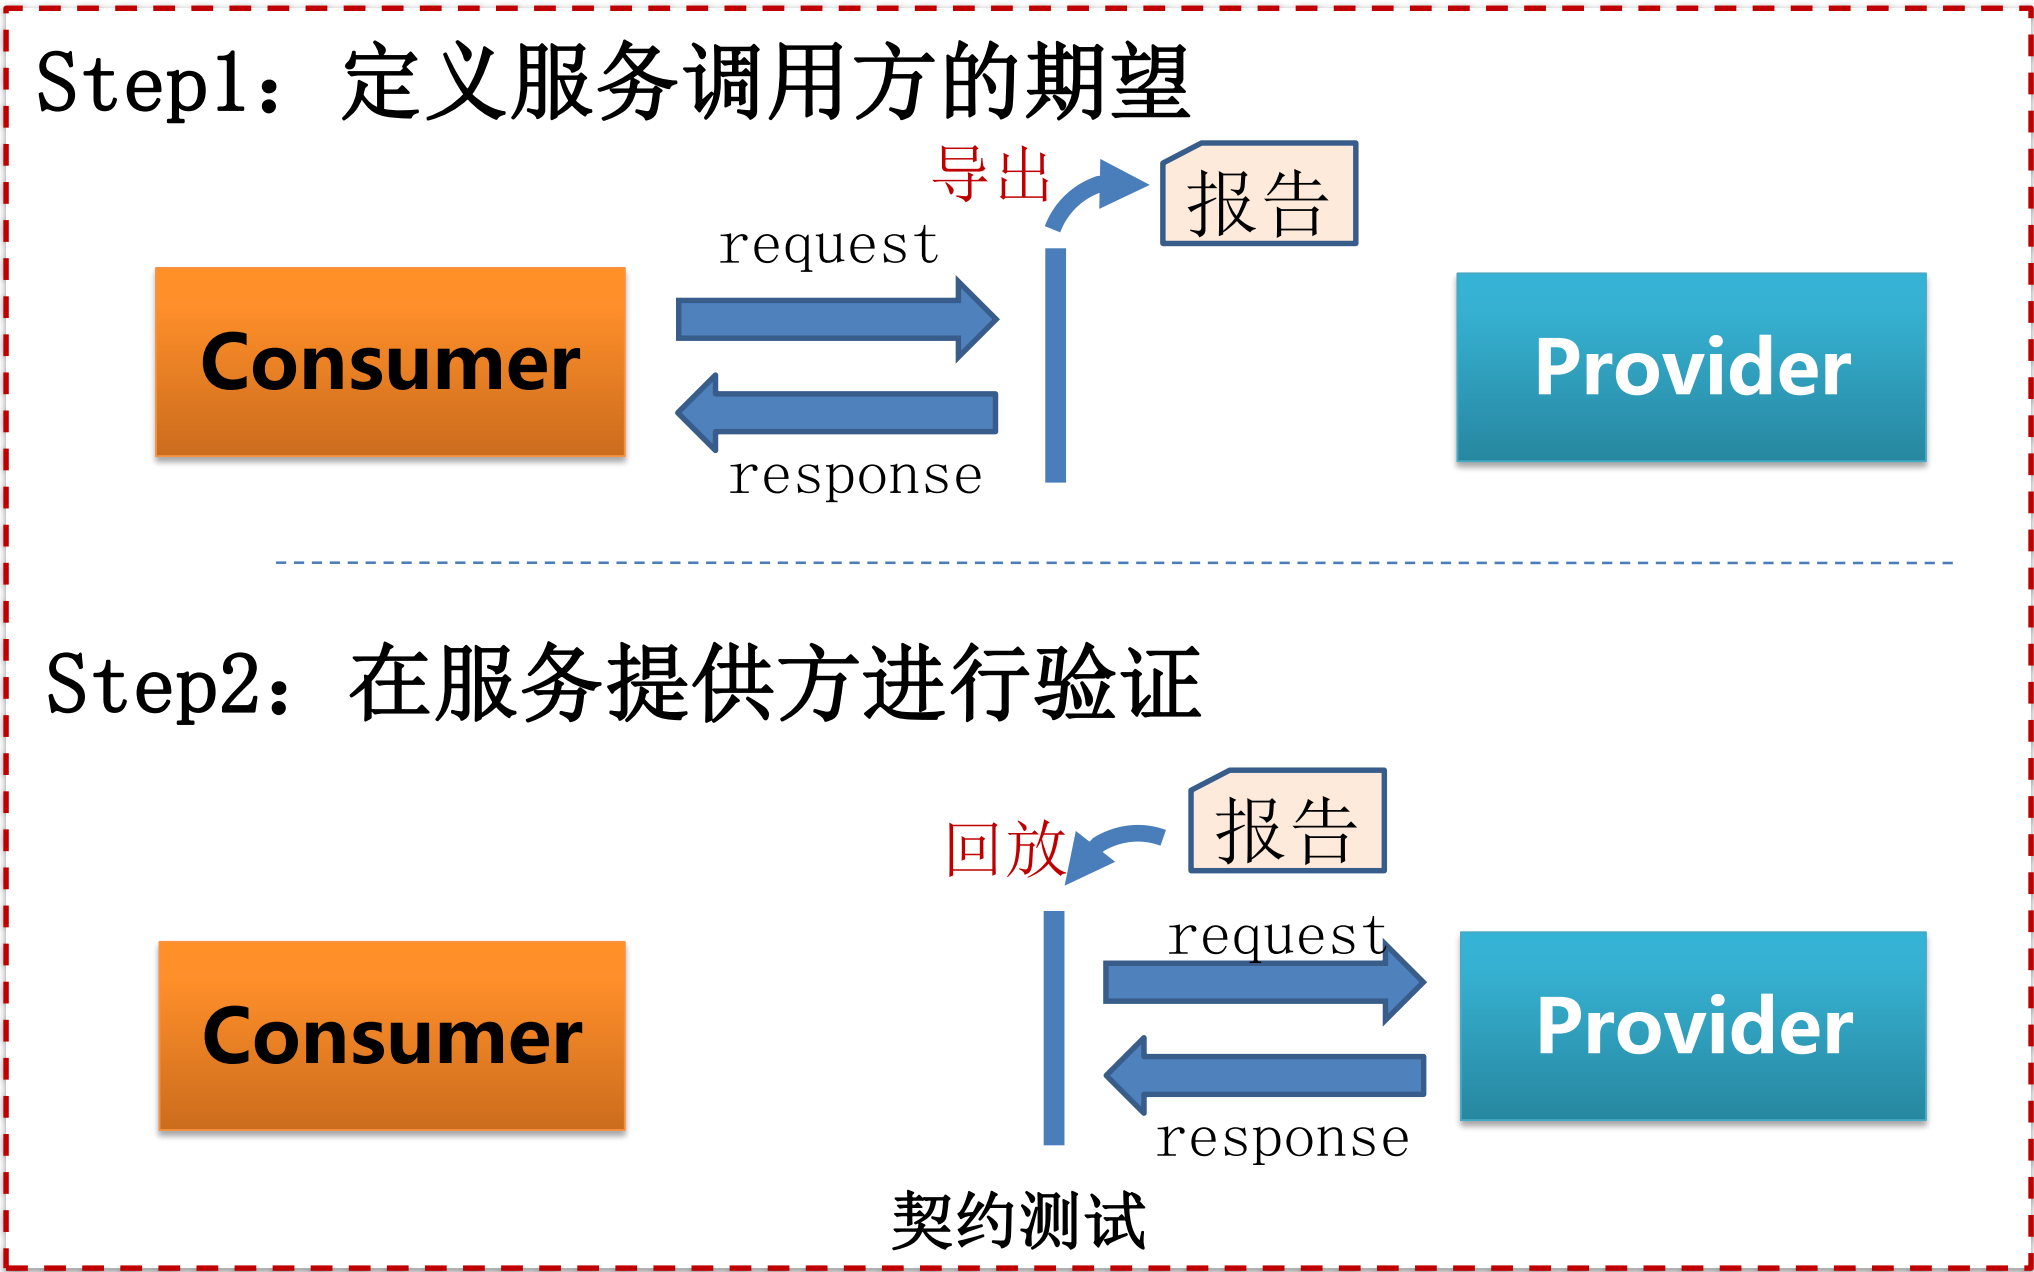 Step1：定义服务调用方的期望
导出
报告
request
Consumer
Provider
response
Step2：在服务提供方进行验证
报告
回放
request
Consumer
Provider
response
契约测试